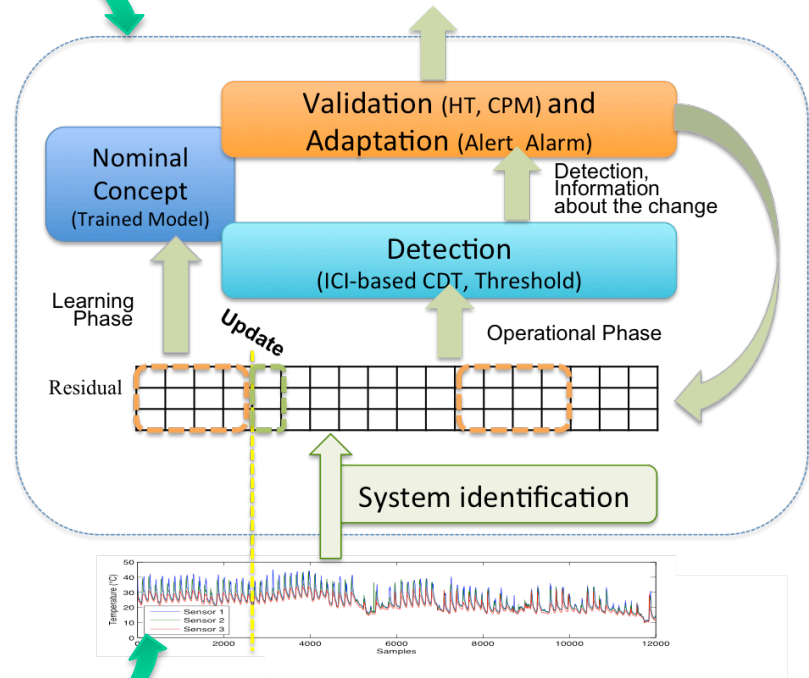 Validation (HT, CPM) and
Adaptation (Alert Alarm)
Nominal
Concept
(Trained Model)
Detection,
Information
about the change
Detection
(ICI-based CDT, Threshold)
Learning
Phase
Update
Operational Phase
Residual
System identification
Temperature (°C)
50
40
30
20
10
0
Sensor 1
Sensor 2
Sensor 3
2000
4000
6000
8000
10000
12000
Samples